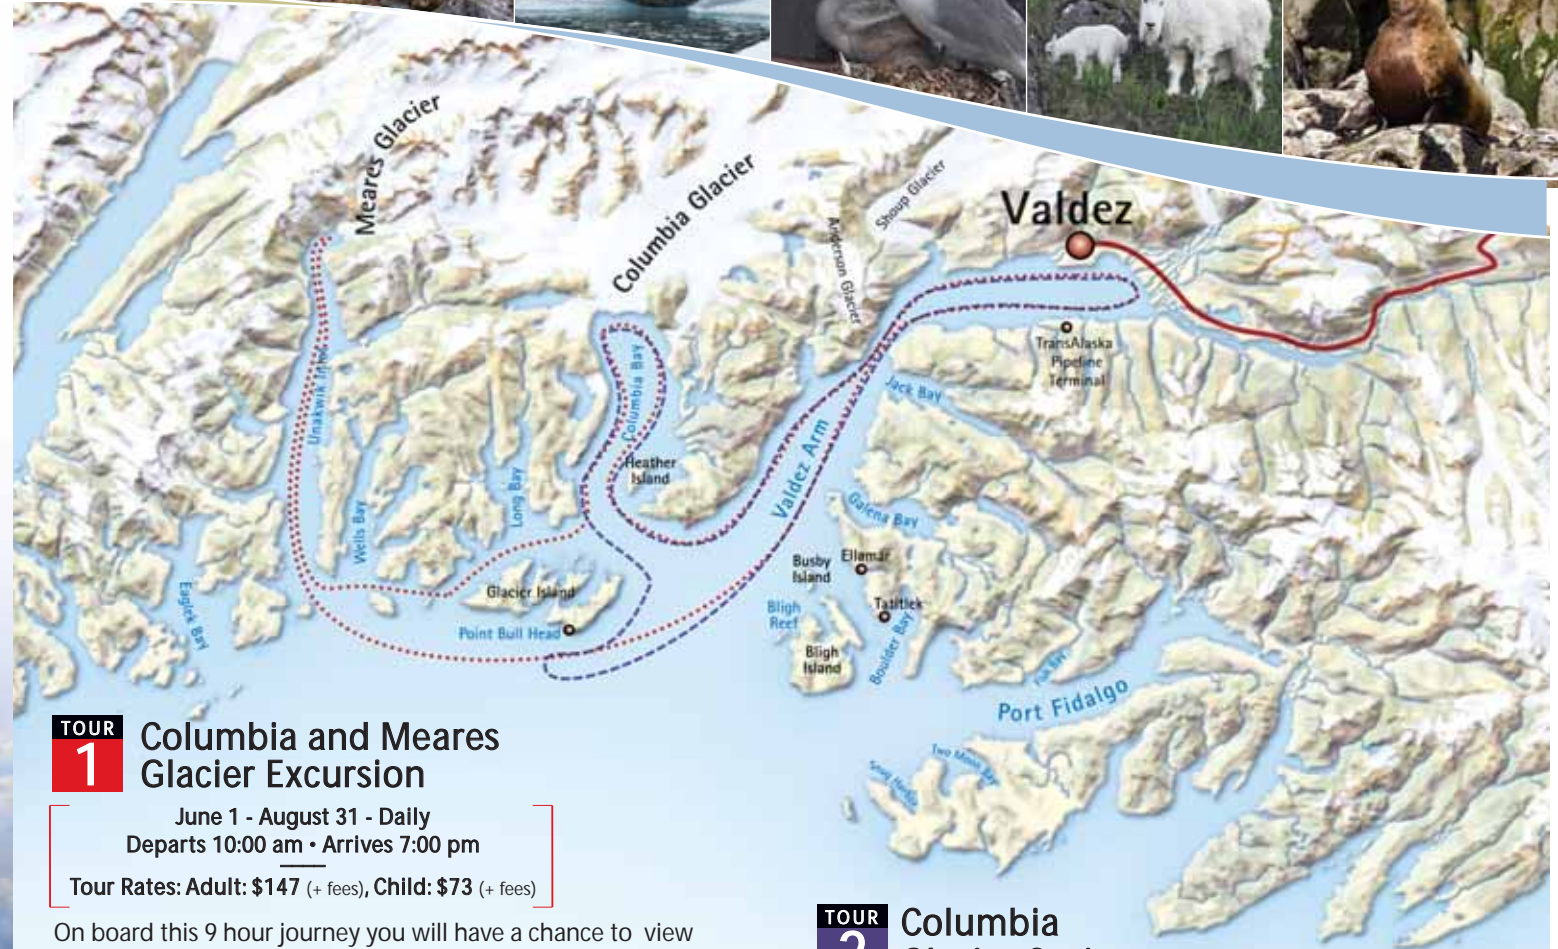 Meares Glacier
Columbia Glacier
Anderson Glacier
Shoup Glacier
Valdez
TransAlaska
Pipeline
Terminal
Jack Bay
Columbia Bay
Unakwik Inlet
Heather
Island
Valdez Arm
Long Bay
Wells Bay
Galena Bay
Busby
Island
Ellamar
Glacier Island
Eaglek Bay
Bligh
Reef
Tatitlek
Point Bull Head
Bligh
Island
Boulder Bay
Port Fidalgo
Two Moon Bay
TOUR
1
Columbia and Meares
Glacier Excursion
June 1 - August 31 - Daily
Departs 10:00 am • Arrives 7:00 pm
Tour Rates: Adult: $147 (+ fees), Child: $73 (+ fees)
On board this 9 hour journey you will have a chance to view
TOUR
2
Columbia